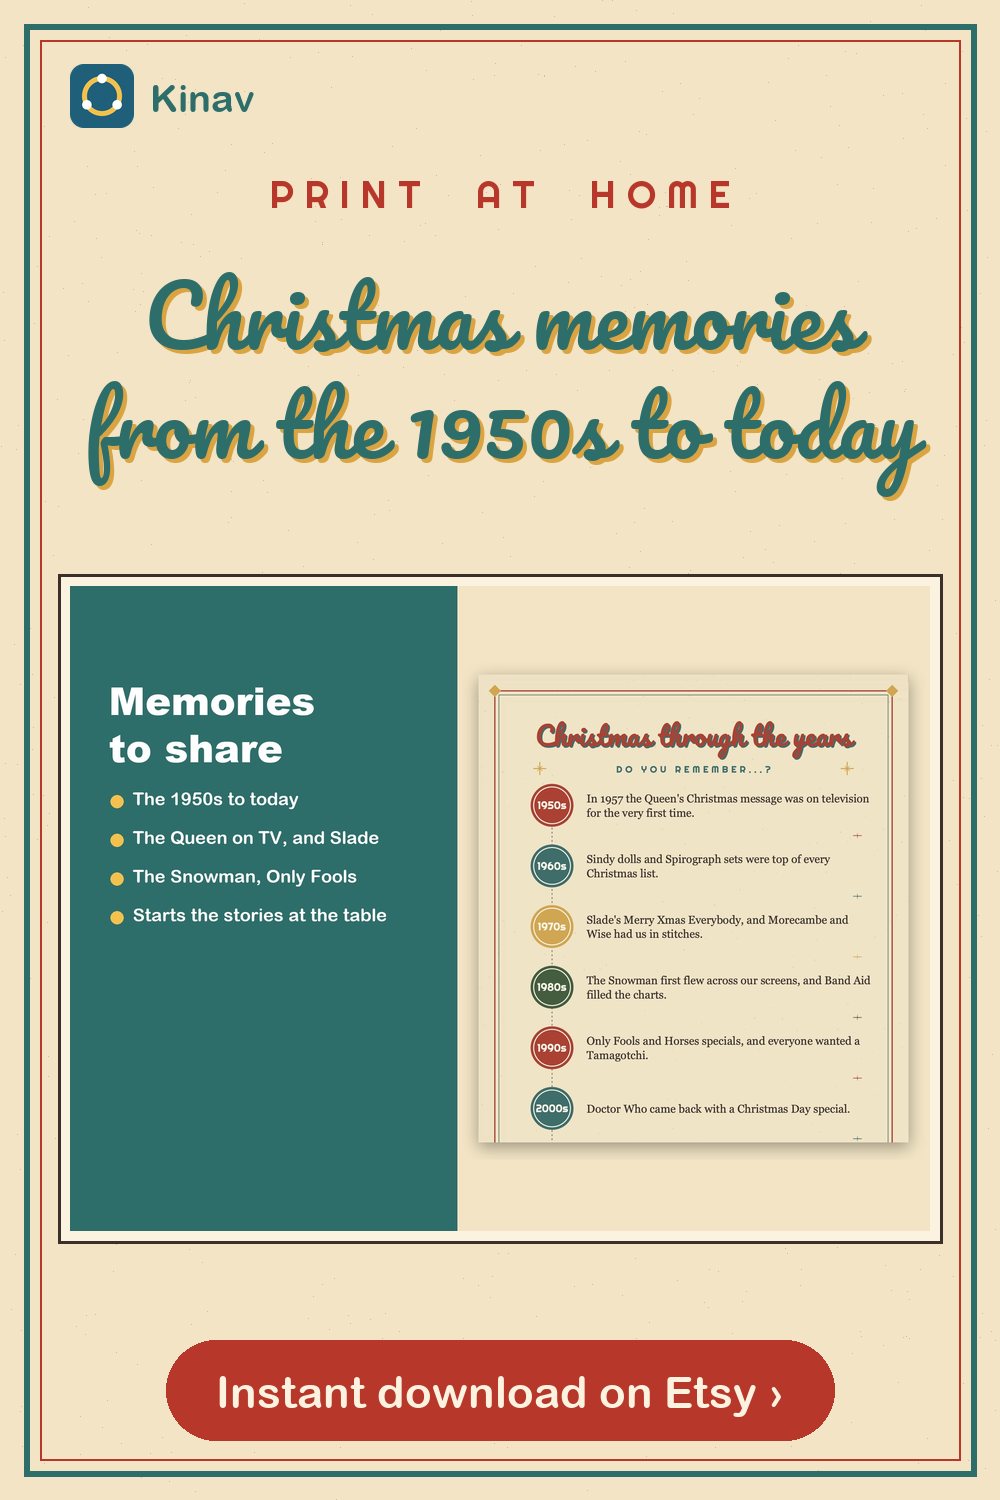 Kinav
PRINT AT HOME
Christmas memories
from the 1950s to today
Memories
to share
The 1950s to today
The Queen on TV, and Slade
The Snowman, Only Fools
Starts the stories at the table
Christmas through the years
DO YOU REMEMBER...?
1950s
In 1957 the Queen's Christmas message was on television
for the very first time.
1960s
Sindy dolls and Spirograph sets were top of every
Christmas list.
1970s
Slade's Merry Xmas Everybody, and Morecambe and
Wise had us in stitches.
1980s
The Snowman first flew across our screens, and Band Aid
filled the charts.
1990s
Only Fools and Horses specials, and everyone wanted a
Tamagotchi.
2000s
Doctor Who came back with a Christmas Day special.
Instant download on Etsy ›